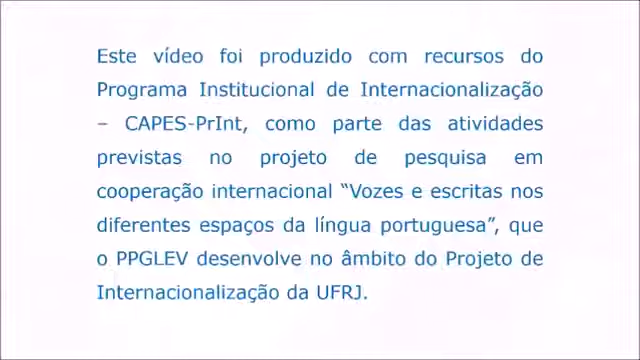 Este vídeo foi produzido com recursos do
Programa Institucional de Internacionalização
– CAPES-PrInt, como parte das atividades
previstas no projeto de pesquisa em
cooperação internacional “Vozes e escritas nos
diferentes espaços da língua portuguesa”, que
o PPGLEV desenvolve no âmbito do Projeto de
Internacionalização da UFRJ.